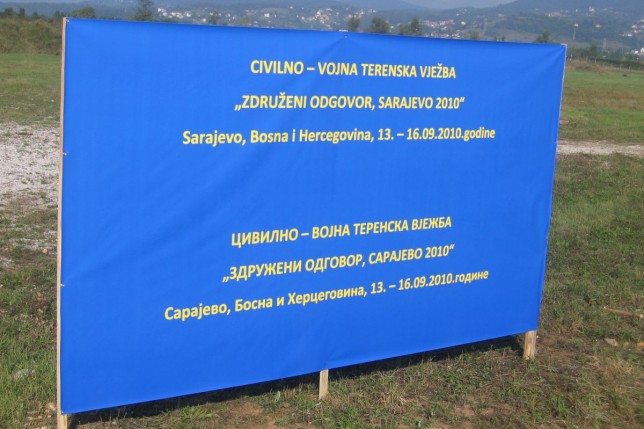 CIVILNO – VOJNA TERENSKA VJEŽBA
„ZDRUŽENI ODGOVOR, SARAJEVO 2010“
Sarajevo, Bosna i Hercegovina, 13. – 16.09.2010.godine
ЦИВИЛНО – ВОЈНА ТЕРЕНСКА ВЈЕЖБА
„ЗДРУЖЕНИ ОДГОВОР, САРАЈЕВО 2010“
Сарајево, Босна и Херцеговина, 13. – 16.09.2010.године